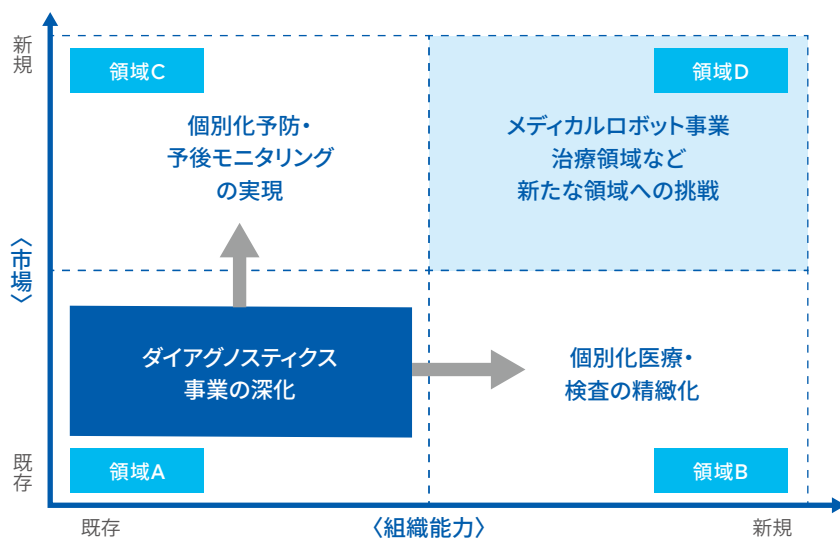 新規
領域C
領域D
個別化予防・
予後モニタリング
の実現
メディカルロボット事業
治療領域など
新たな領域への挑戦
〈市場〉
ダイアグノスティクス
事業の深化
個別化医療・
検査の精緻化
既存
領域A
領域B
既存
〈組織能力〉
新規